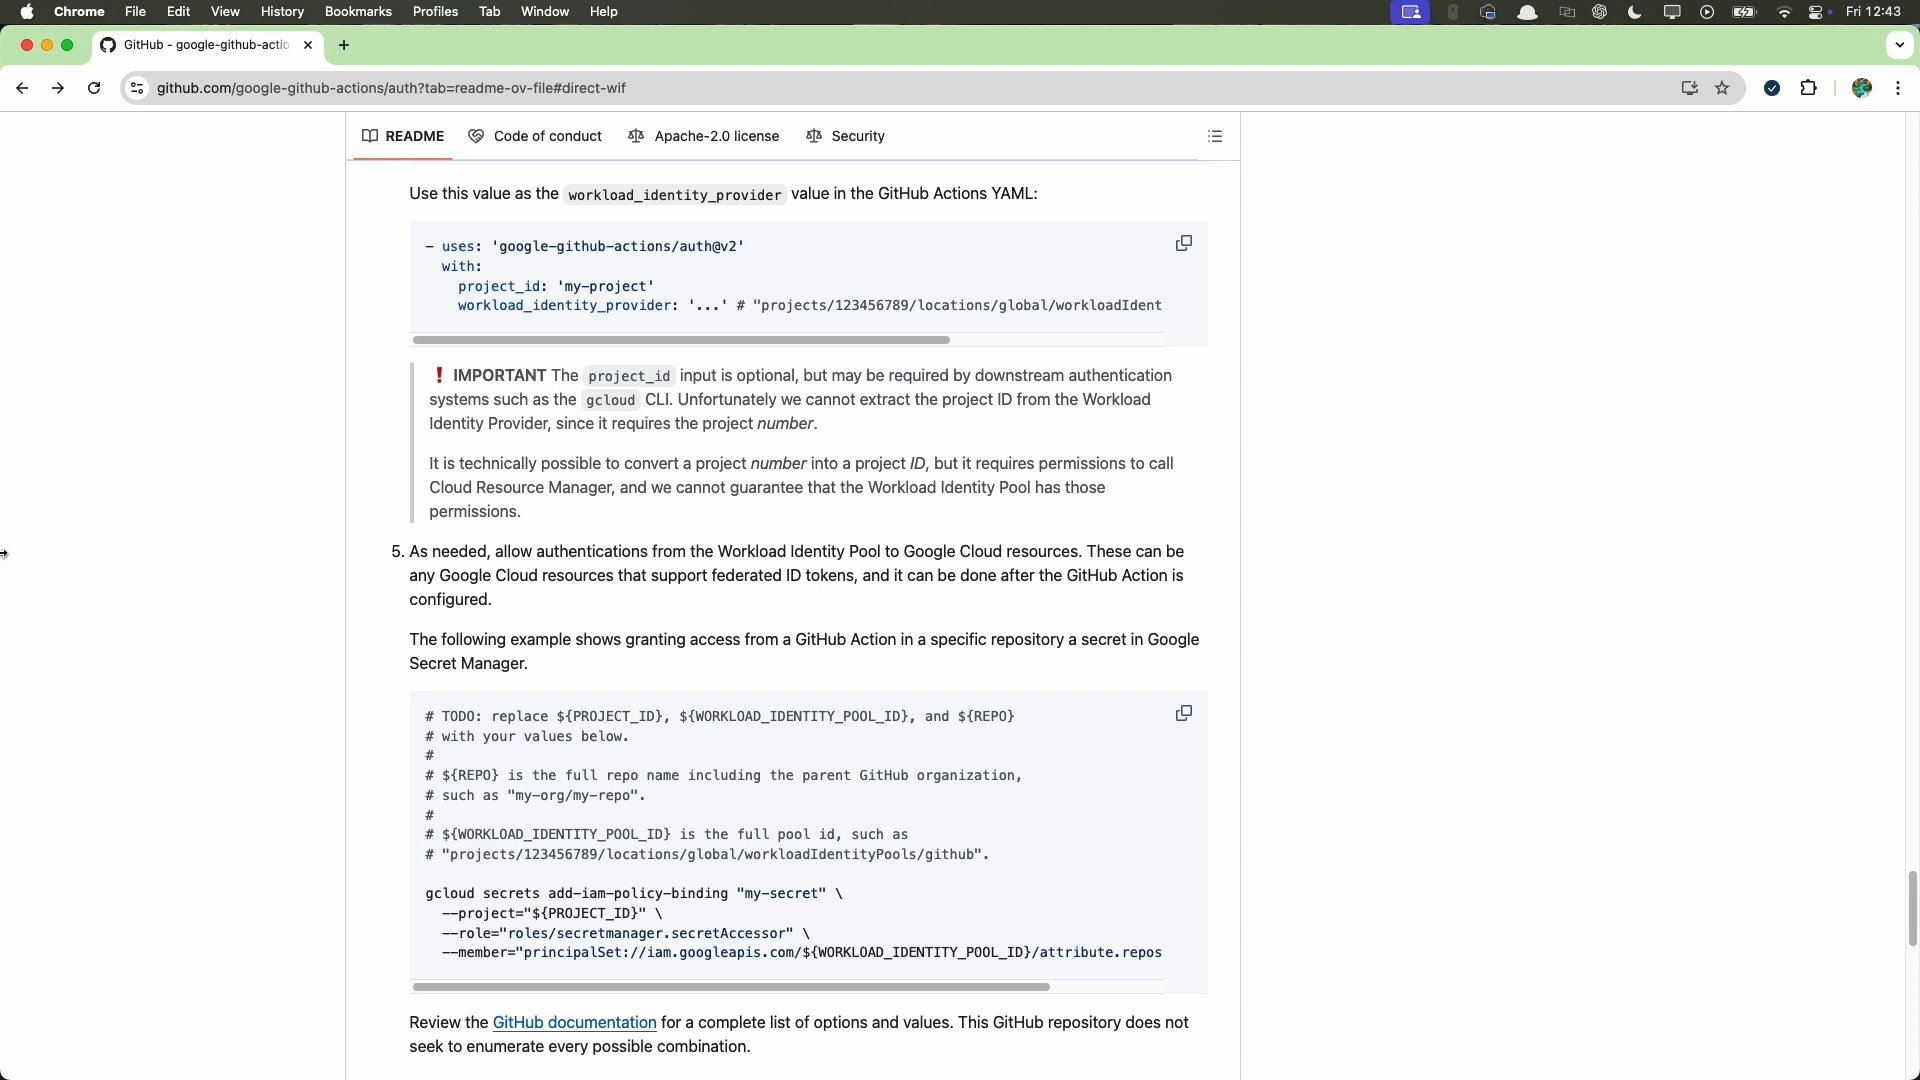 Chrome File Edit View History Bookmarks Profiles Tab Window Help Fri 12:43
GitHub - google-github-actio
github.com/google-github-actions/auth?tab=readme-ov-file#direct-wif
README Code of conduct Apache-2.0 license Security
Use this value as the workload_identity_provider value in the GitHub Actions YAML:
- uses: 'google-github-actions/auth@v2'
with:
project_id: 'my-project'
workload_identity_provider: '...' # "projects/123456789/locations/global/workloadIdent
❗ IMPORTANT The project_id input is optional, but may be required by downstream authentication
systems such as the gcloud CLI. Unfortunately we cannot extract the project ID from the Workload
Identity Provider, since it requires the project number.
It is technically possible to convert a project number into a project ID, but it requires permissions to call
Cloud Resource Manager, and we cannot guarantee that the Workload Identity Pool has those
permissions.
5. As needed, allow authentications from the Workload Identity Pool to Google Cloud resources. These can be
any Google Cloud resources that support federated ID tokens, and it can be done after the GitHub Action is
configured.
The following example shows granting access from a GitHub Action in a specific repository a secret in Google
Secret Manager.
# TODO: replace ${PROJECT_ID}, ${WORKLOAD_IDENTITY_POOL_ID}, and ${REPO}
# with your values below.
#
# ${REPO} is the full repo name including the parent GitHub organization,
# such as "my-org/my-repo".
#
# ${WORKLOAD_IDENTITY_POOL_ID} is the full pool id, such as
# "projects/123456789/locations/global/workloadIdentityPools/github".
gcloud secrets add-iam-policy-binding "my-secret" \
--project="${PROJECT_ID}" \
--role="roles/secretmanager.secretAccessor" \
--member="principalSet://iam.googleapis.com/${WORKLOAD_IDENTITY_POOL_ID}/attribute.repos
Review the GitHub documentation for a complete list of options and values. This GitHub repository does not
seek to enumerate every possible combination.